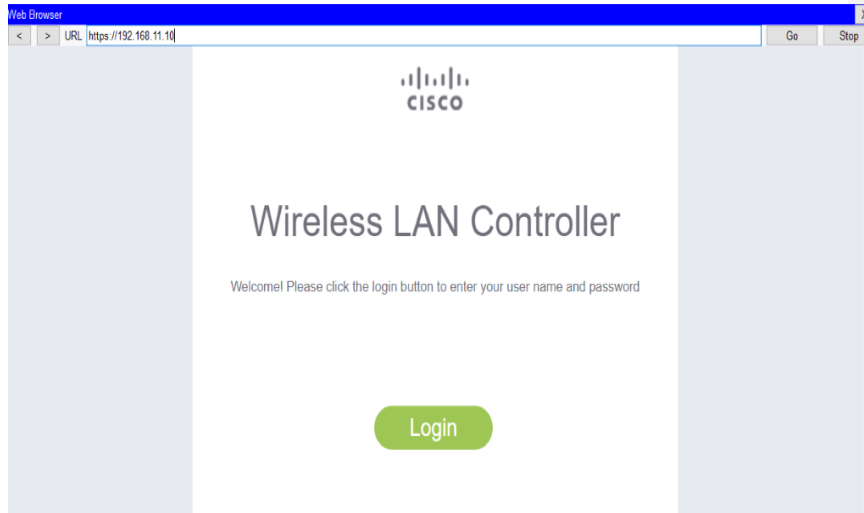 Web Browser X
< > URL https://192.168.11.10 Go Stop
CISCO
Wireless LAN Controller
Welcome! Please click the login button to enter your user name and password
Login